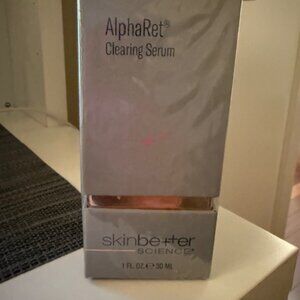 AlphaRet®
Clearing Serum
skinbetter
SCIENCE®
1 FL. OZ. ℮ 30 ML